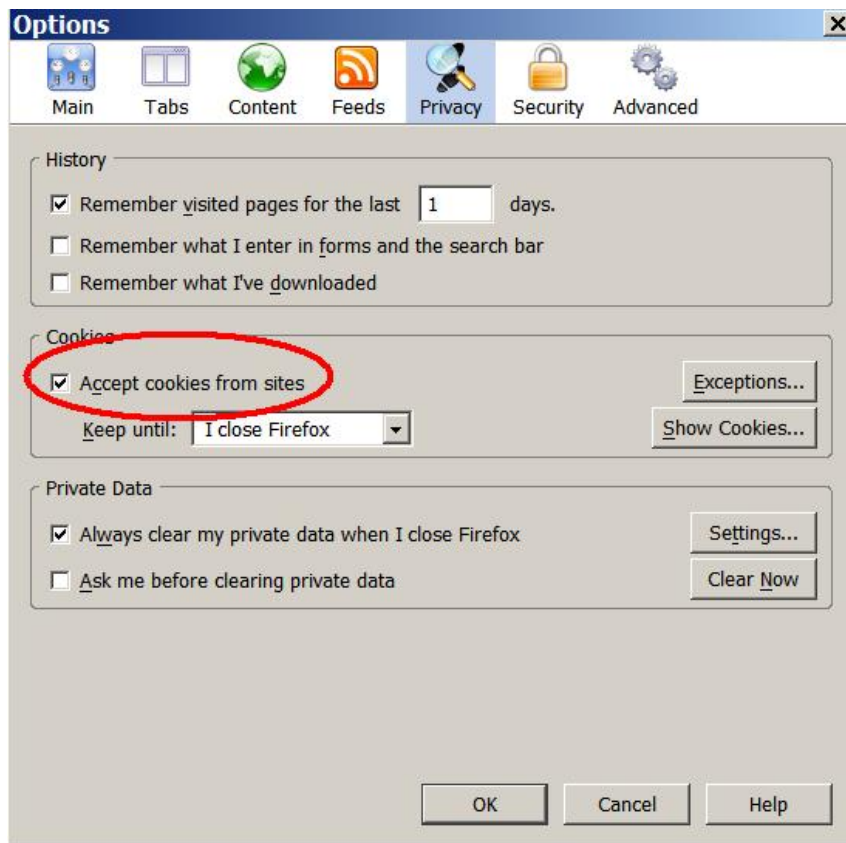 Options
Main Tabs Content Feeds Privacy Security Advanced
History
Remember visited pages for the last 1 days.
Remember what I enter in forms and the search bar
Remember what I've downloaded
Cookies
Accept cookies from sites Exceptions...
Keep until: I close Firefox Show Cookies...
Private Data
Always clear my private data when I close Firefox Settings...
Ask me before clearing private data Clear Now
OK Cancel Help